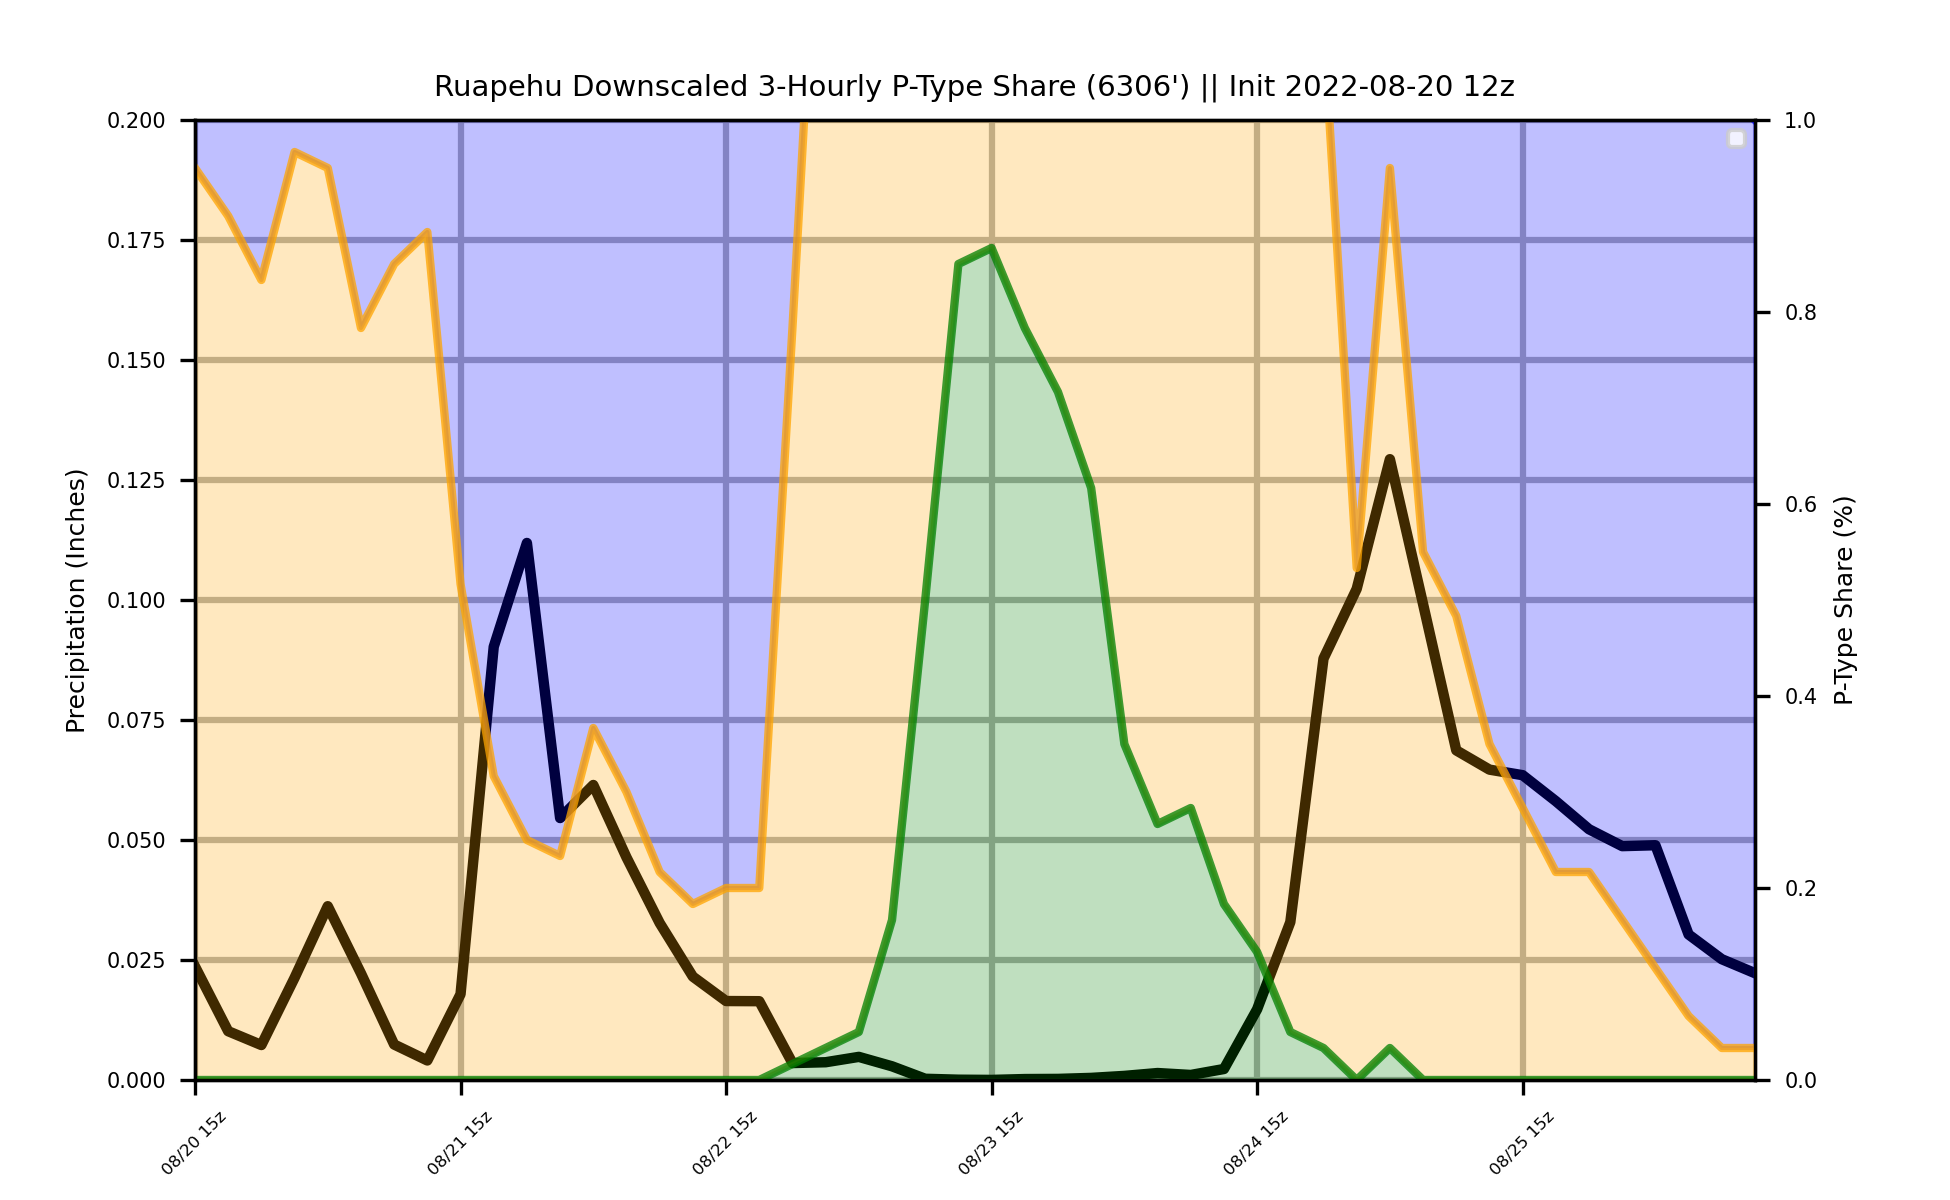 Ruapehu Downscaled 3-Hourly P-Type Share (6306') || Init 2022-08-20 12z
0.200
0.175
0.150
0.125
0.100
0.075
0.050
0.025
0.000
Precipitation (Inches)
1.0
0.8
0.6
0.4
0.2
0.0
P-Type Share (%)
08/20 15z
08/21 15z
08/22 15z
08/23 15z
08/24 15z
08/25 15z